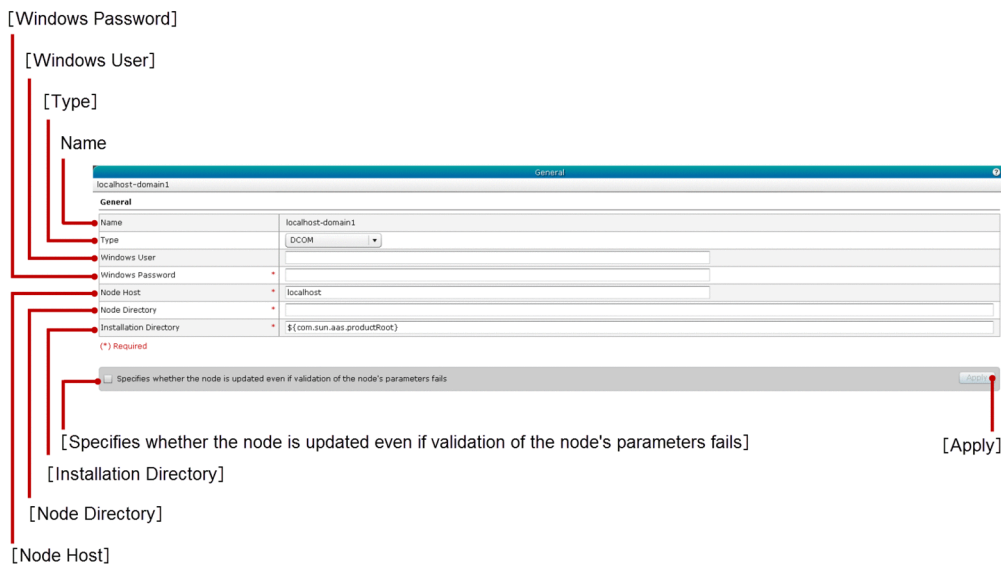 [Windows Password]
[Windows User]
[Type]
Name
General
?
localhost-domain1
General
Name localhost-domain1
Type DCOM
Windows User
Windows Password *
Node Host * localhost
Node Directory *
Installation Directory * ${com.sun.aas.productRoot}
(*) Required
Specifies whether the node is updated even if validation of the node's parameters fails Apply
[Specifies whether the node is updated even if validation of the node's parameters fails] [Apply]
[Installation Directory]
[Node Directory]
[Node Host]